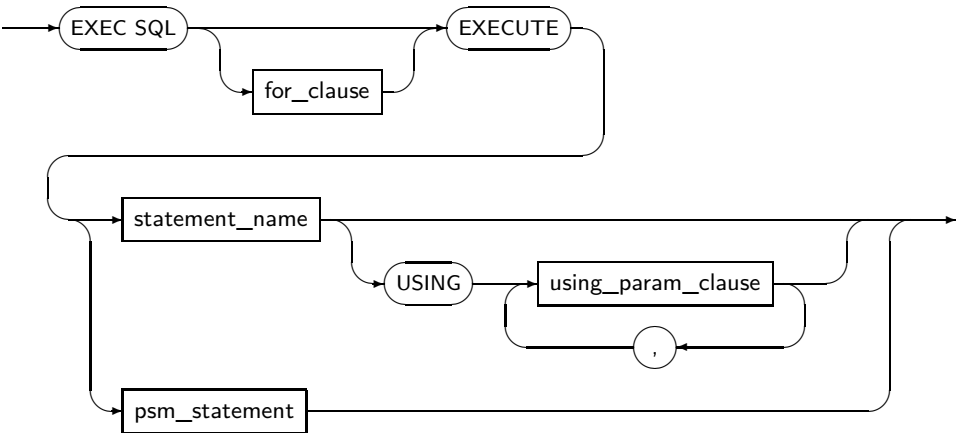 EXEC SQL EXECUTE
for_clause
statement_name
USING using_param_clause
,
psm_statement